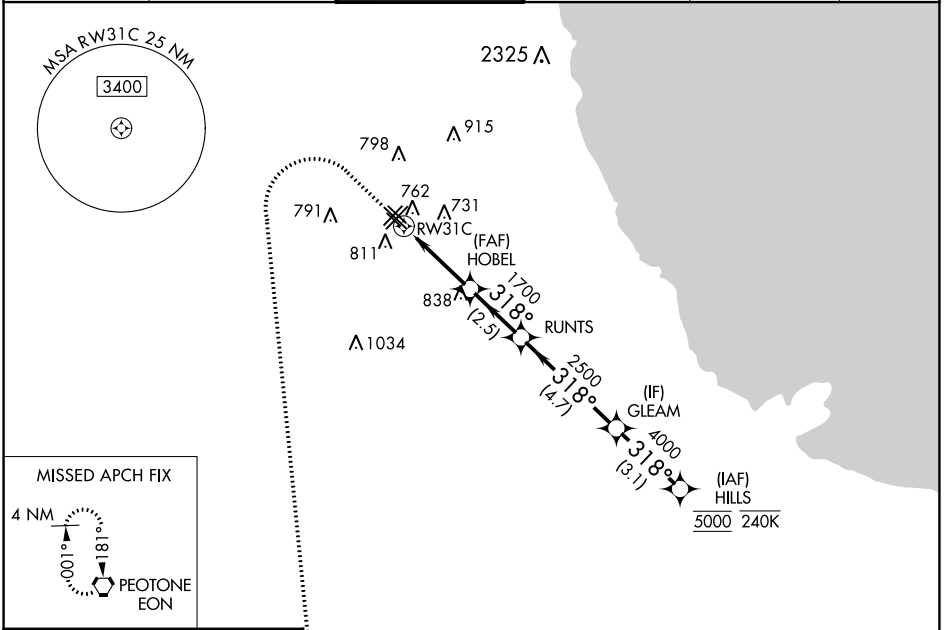 MSA RW31C 25 NM
3400
2325
915
798
762
731
791
RW31C
811
(FAF)
HOBEL
1700
318°
(2.5)
838
RUNTS
1034
2500
318°
(4.7)
(IF)
GLEAM
4000
318°
(3.1)
(IAF)
HILLS
5000 240K
MISSED APCH FIX
4 NM
001°
181°
PEOTONE
EON